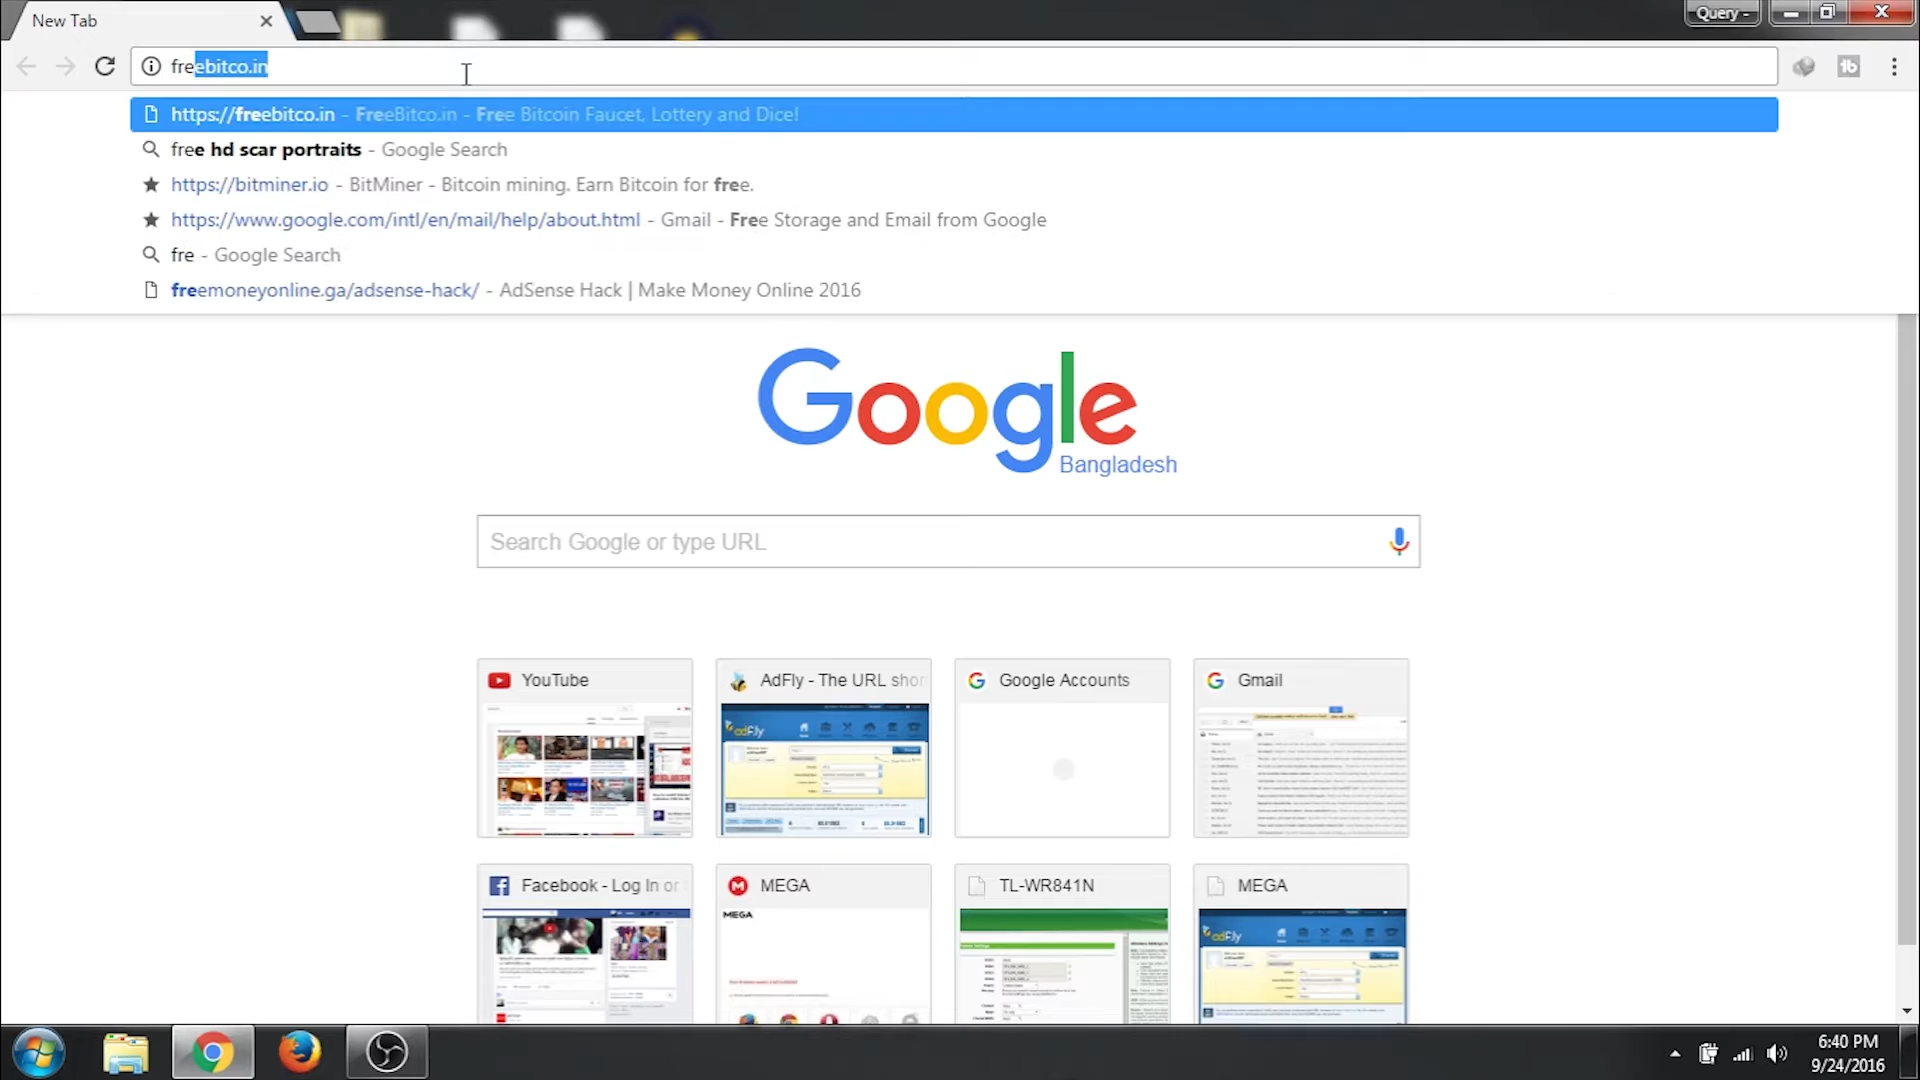 New Tab
Query -
freebitco.in
https://freebitco.in - FreeBitco.in - Free Bitcoin Faucet, Lottery and Dice!
free hd scar portraits - Google Search
https://bitminer.io - BitMiner - Bitcoin mining. Earn Bitcoin for free.
https://www.google.com/intl/en/mail/help/about.html - Gmail - Free Storage and Email from Google
fre - Google Search
freemoneyonline.ga/adsense-hack/ - AdSense Hack | Make Money Online 2016
Google
Bangladesh
Search Google or type URL
YouTube
AdFly - The URL shor
Google Accounts
Gmail
adfly
Facebook - Log In or
MEGA
TL-WR841N
MEGA
MEGA
adfly
6:40 PM
9/24/2016